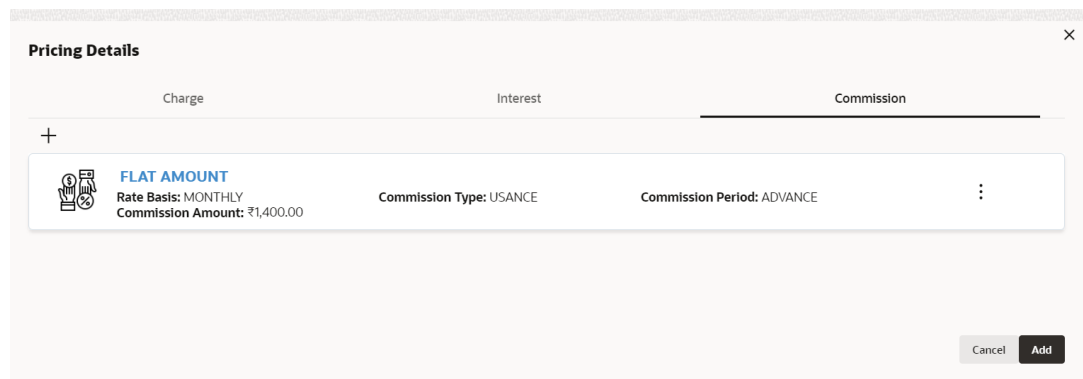 Pricing Details
Charge Interest Commission
FLAT AMOUNT
Rate Basis: MONTHLY Commission Type: USANCE Commission Period: ADVANCE
Commission Amount: ₹1,400.00
Cancel Add